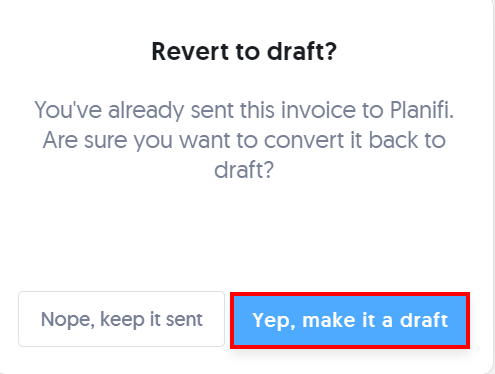 Revert to draft?
You've already sent this invoice to Planifi.
Are sure you want to convert it back to
draft?
Nope, keep it sent
Yep, make it a draft